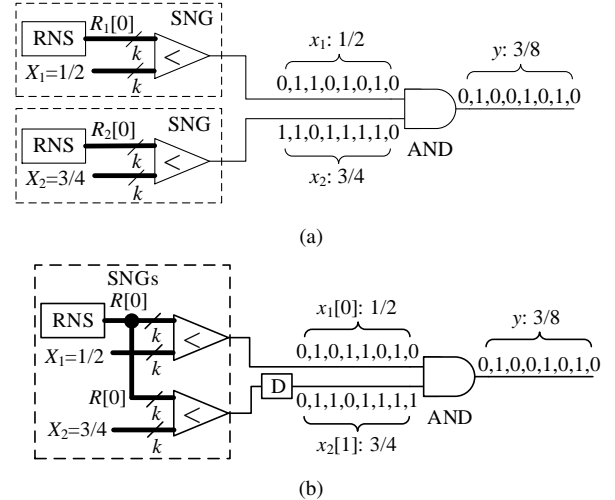 SNG
RNS
R₁[0]
k
<
X₁=1/2
k
x₁: 1/2
0,1,1,0,1,0,1,0
y: 3/8
0,1,0,0,1,0,1,0
SNG
RNS
R₂[0]
k
<
X₂=3/4
k
1,1,0,1,1,1,1,0
x₂: 3/4
AND
(a)
SNGs
RNS
R[0]
k
<
X₁=1/2
k
x₁[0]: 1/2
0,1,0,1,1,0,1,0
y: 3/8
0,1,0,0,1,0,1,0
R[0]
k
<
X₂=3/4
k
D
0,1,1,0,1,1,1,1
x₂[1]: 3/4
AND
(b)